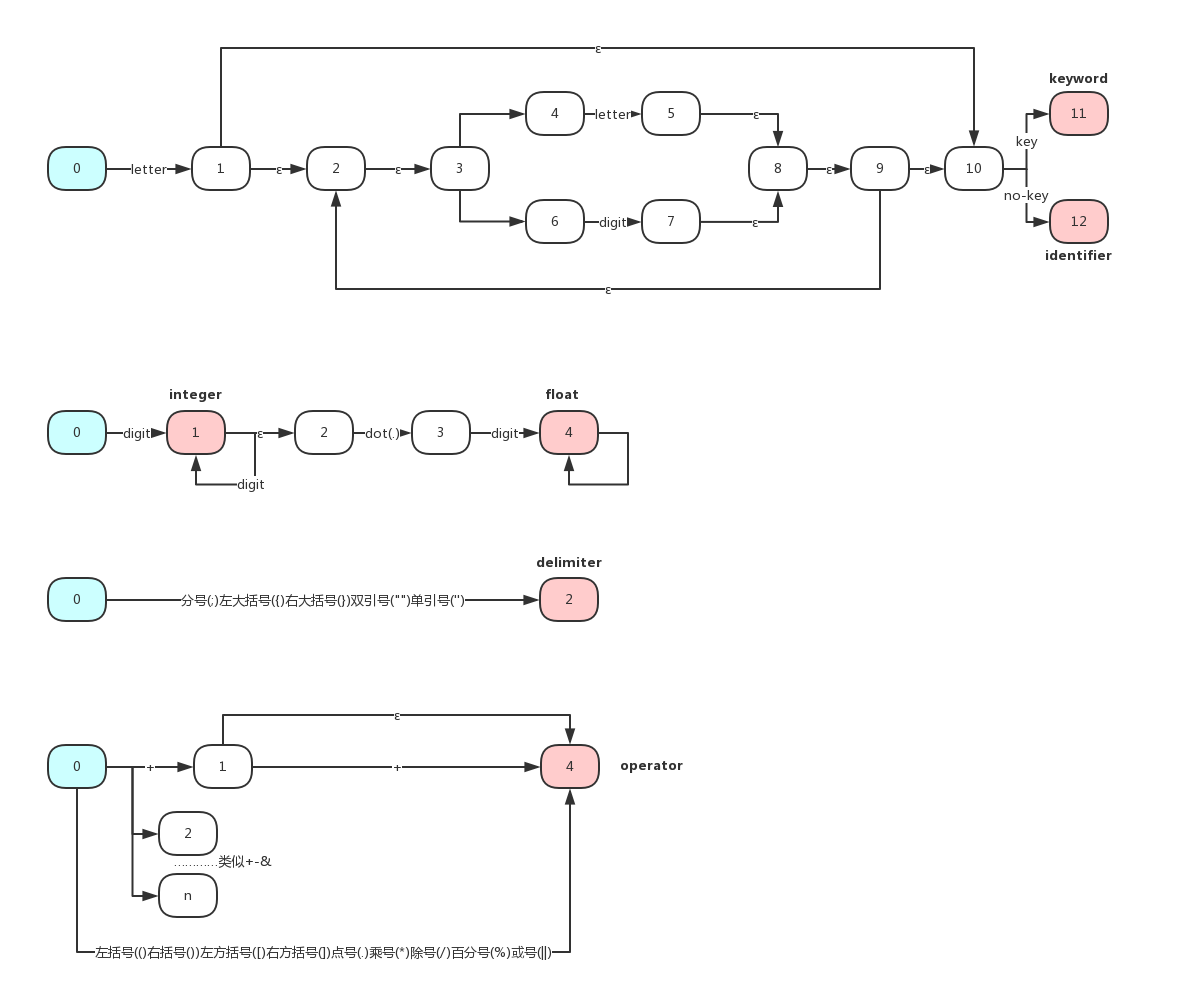 ε
keyword
4 letter 5 ε 11
key
0 letter 1 ε 2 ε 3 8 ε 9 ε 10
no-key
6 digit 7 ε 12
identifier
ε
integer float
0 digit 1 ε 2 dot(.) 3 digit 4
digit
delimiter
0 分号(;)左大括号({)右大括号(})双引号("")单引号('') 2
ε
0 + 1 + 4 operator
2
…………类似+-&
n
左括号(()右括号())左方括号([)右方括号(])点号(.)乘号(*)除号(/)百分号(%)或号(||)